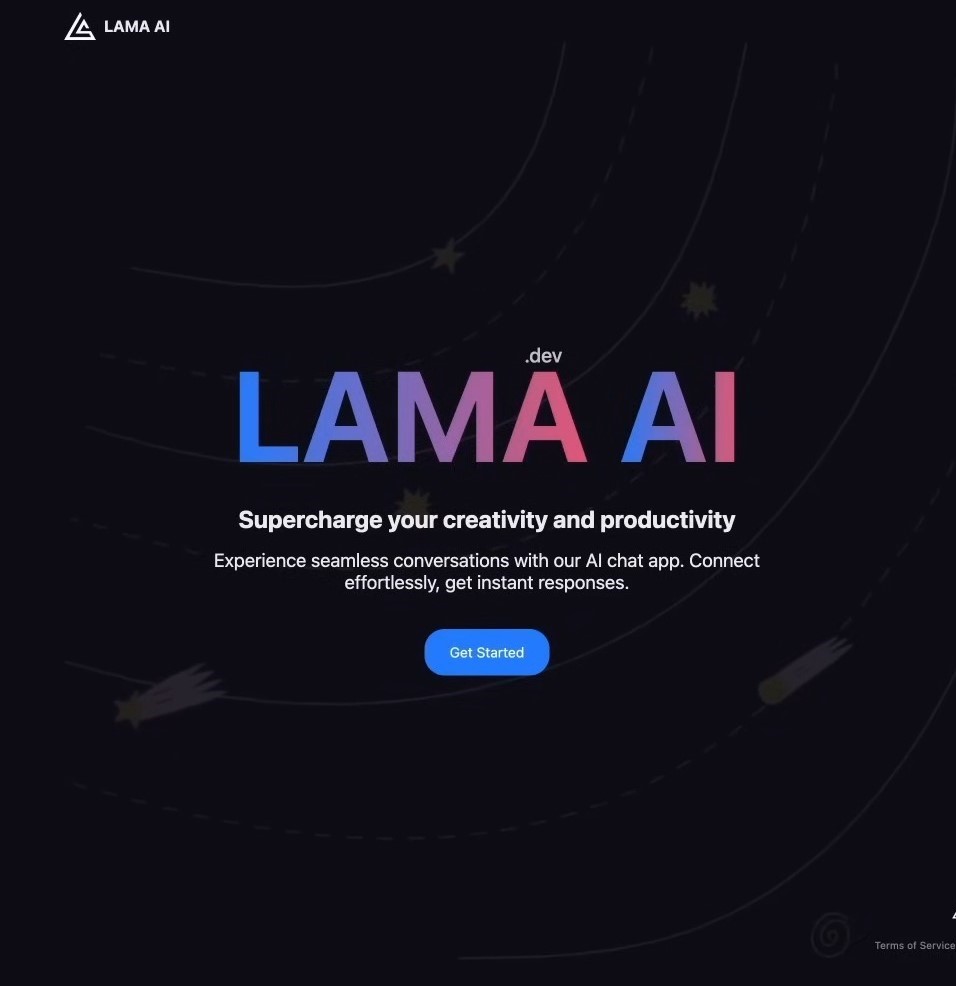 LAMA AI
.dev
LAMA AI
Supercharge your creativity and productivity
Experience seamless conversations with our AI chat app. Connect
effortlessly, get instant responses.
Get Started
Terms of Service